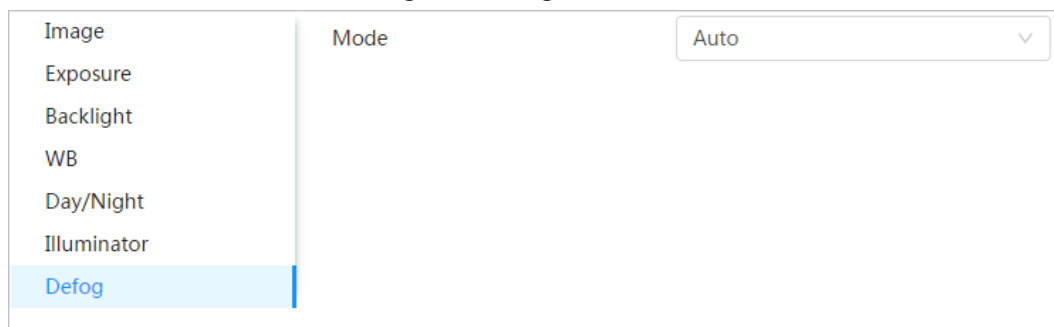 Image
Mode Auto
Exposure
Backlight
WB
Day/Night
Illuminator
Defog